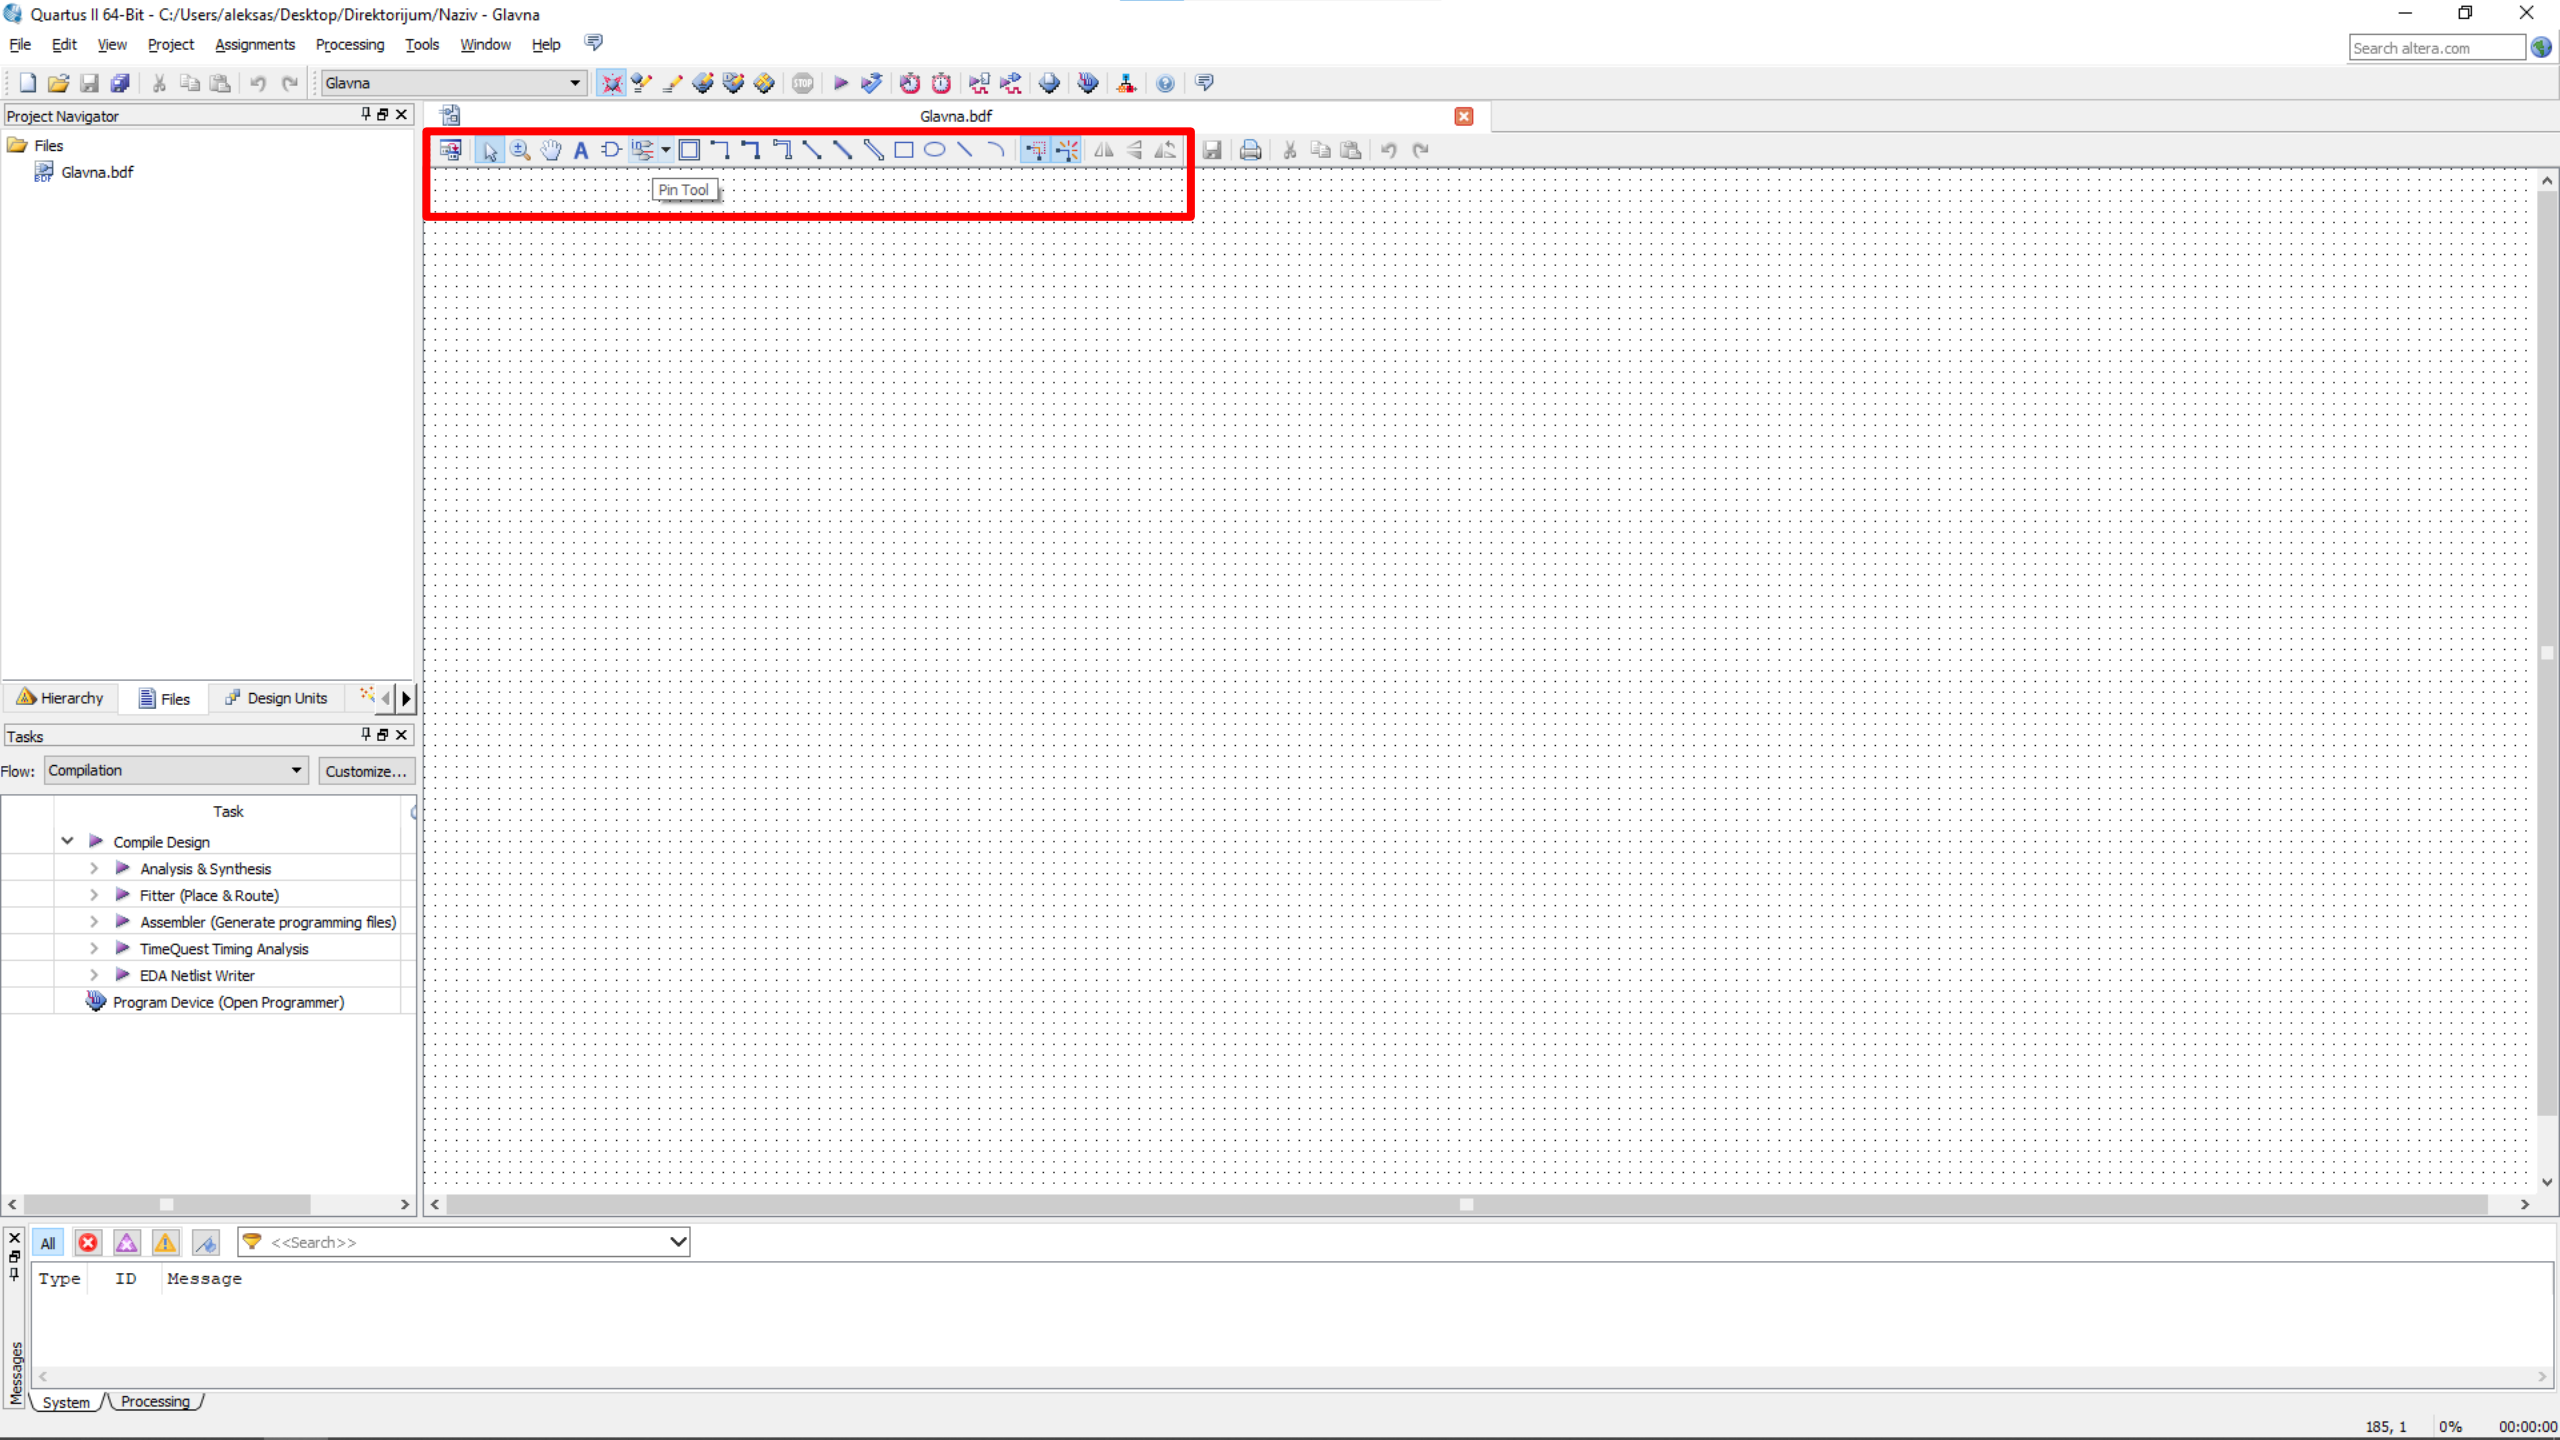 Quartus II 64-Bit - C:/Users/aleksas/Desktop/Direktorijum/Naziv - Glavna
File Edit View Project Assignments Processing Tools Window Help
Search altera.com
Glavna
Project Navigator
Glavna.bdf
Files
Glavna.bdf
Pin Tool
Hierarchy Files Design Units
Tasks
Flow: Compilation Customize...
Task
Compile Design
Analysis & Synthesis
Fitter (Place & Route)
Assembler (Generate programming files)
TimeQuest Timing Analysis
EDA Netlist Writer
Program Device (Open Programmer)
All <<Search>>
Type ID Message
Messages
System Processing
185, 1 0% 00:00:00